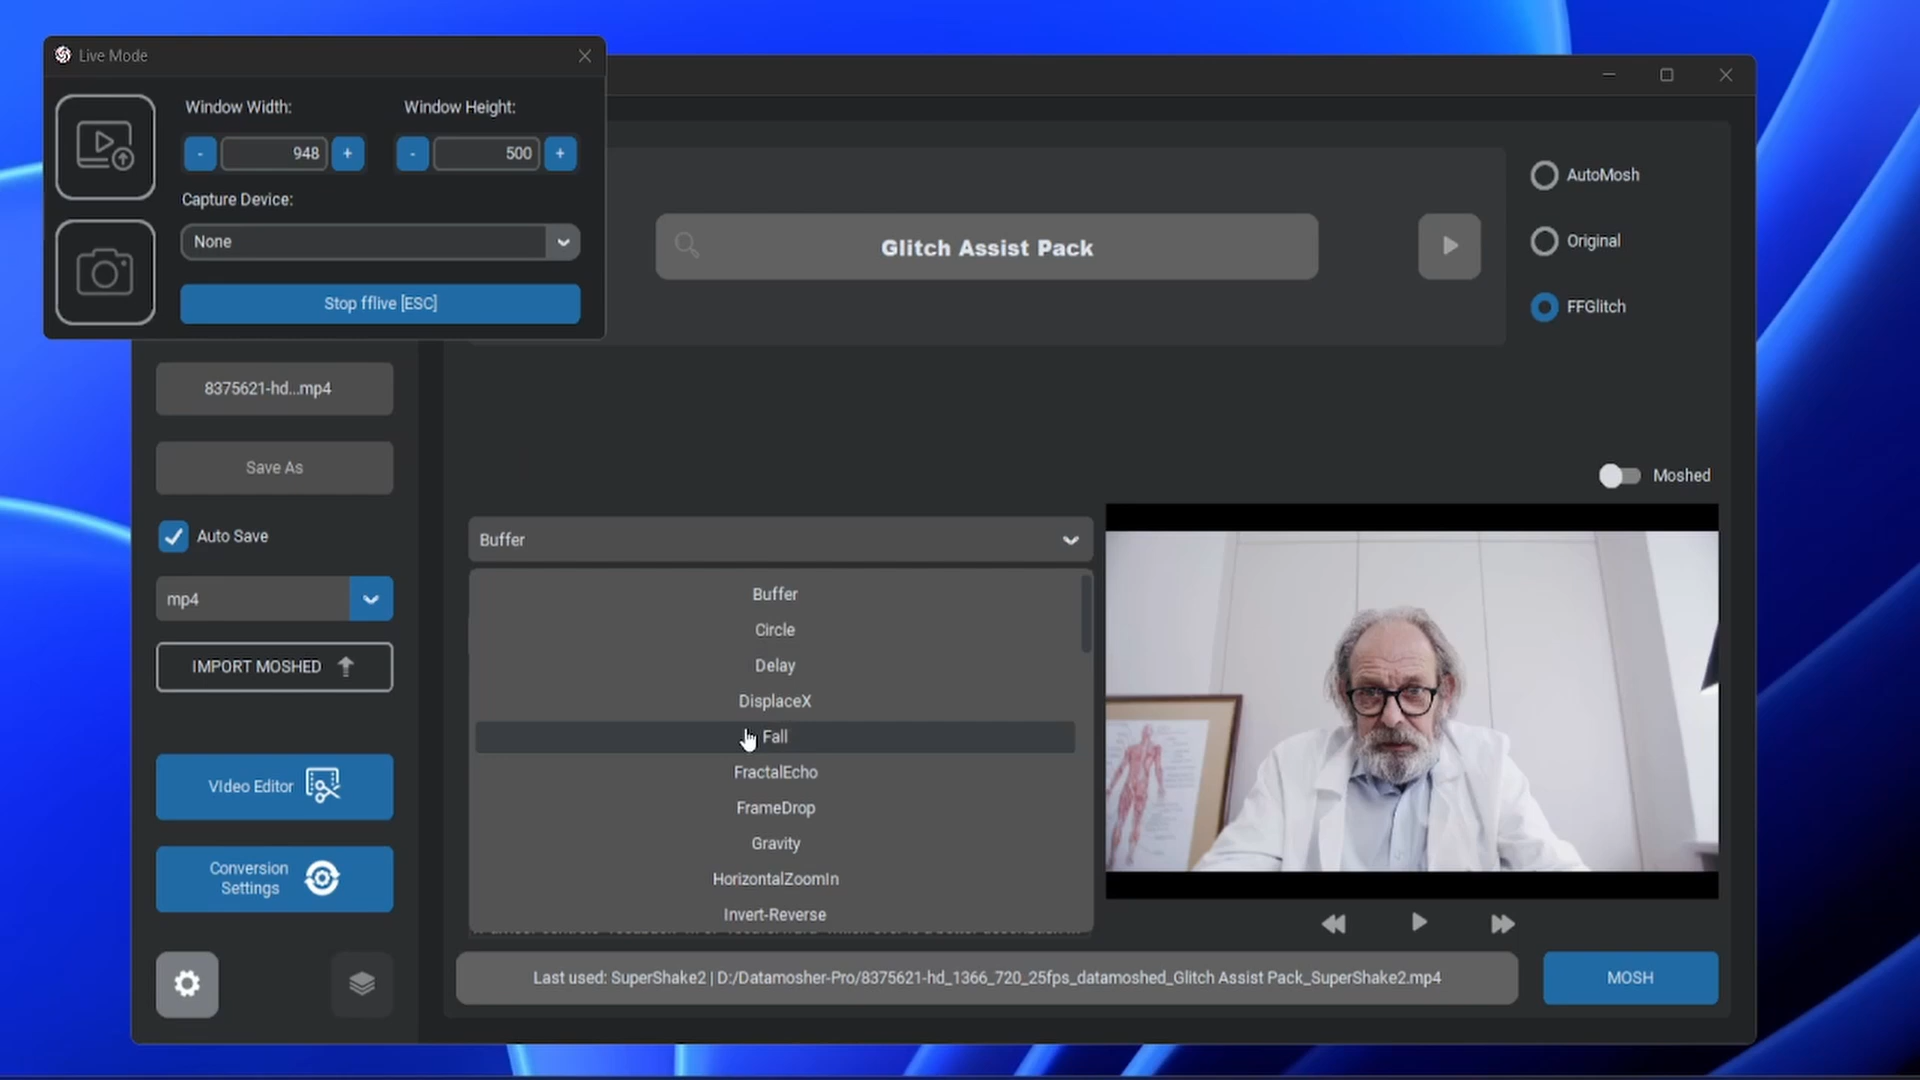 Live Mode
Window Width:
Window Height:
-
948
+
-
500
+
Capture Device:
None
Stop fflive [ESC]
Glitch Assist Pack
AutoMosh
Original
FFGlitch
8375621-hd...mp4
Save As
Auto Save
mp4
IMPORT MOSHED
VIdeo Editor
Conversion
Settings
Moshed
Buffer
Buffer
Circle
Delay
DisplaceX
Fall
FractalEcho
FrameDrop
Gravity
HorizontalZoomIn
Invert-Reverse
Last used: SuperShake2 | D:/Datamosher-Pro/8375621-hd_1366_720_25fps_datamoshed_Glitch Assist Pack_SuperShake2.mp4
MOSH